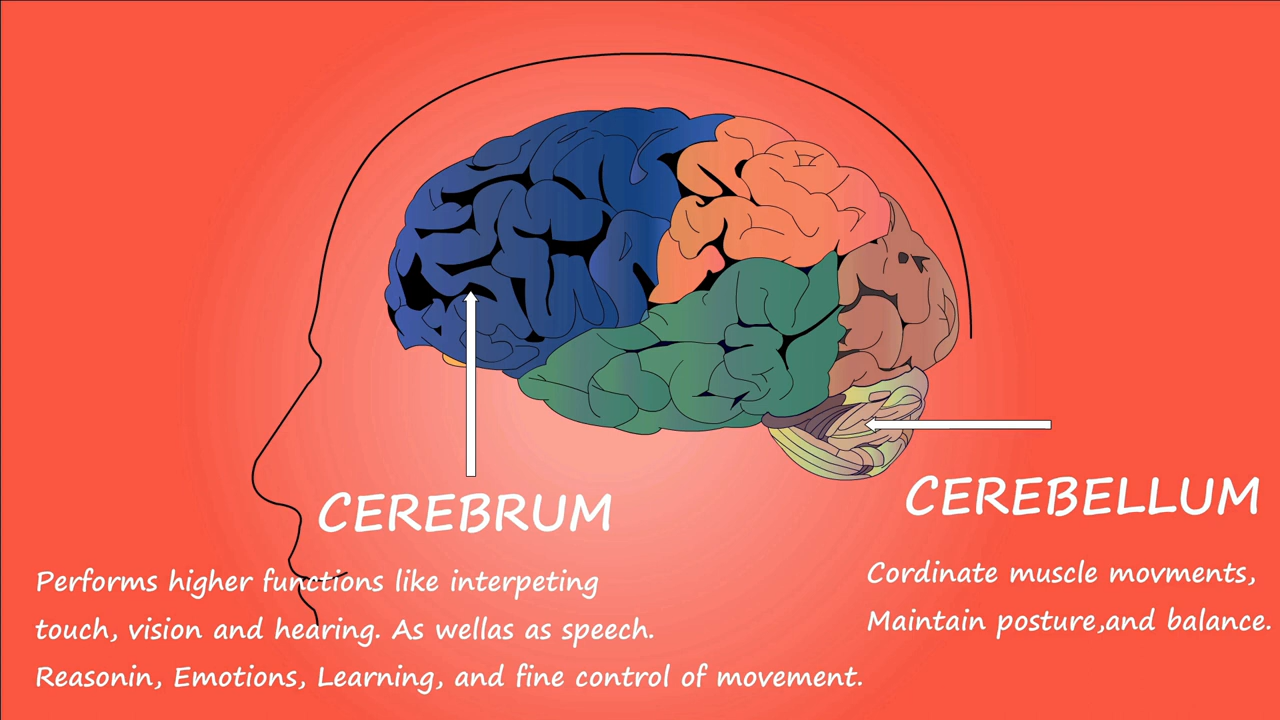 CEREBRUM
Performs higher functions like interpeting
touch, vision and hearing. As wellas as speech.
Reasonin, Emotions, Learning, and fine control of movement.
CEREBELLUM
Cordinate muscle movments,
Maintain posture,and balance.